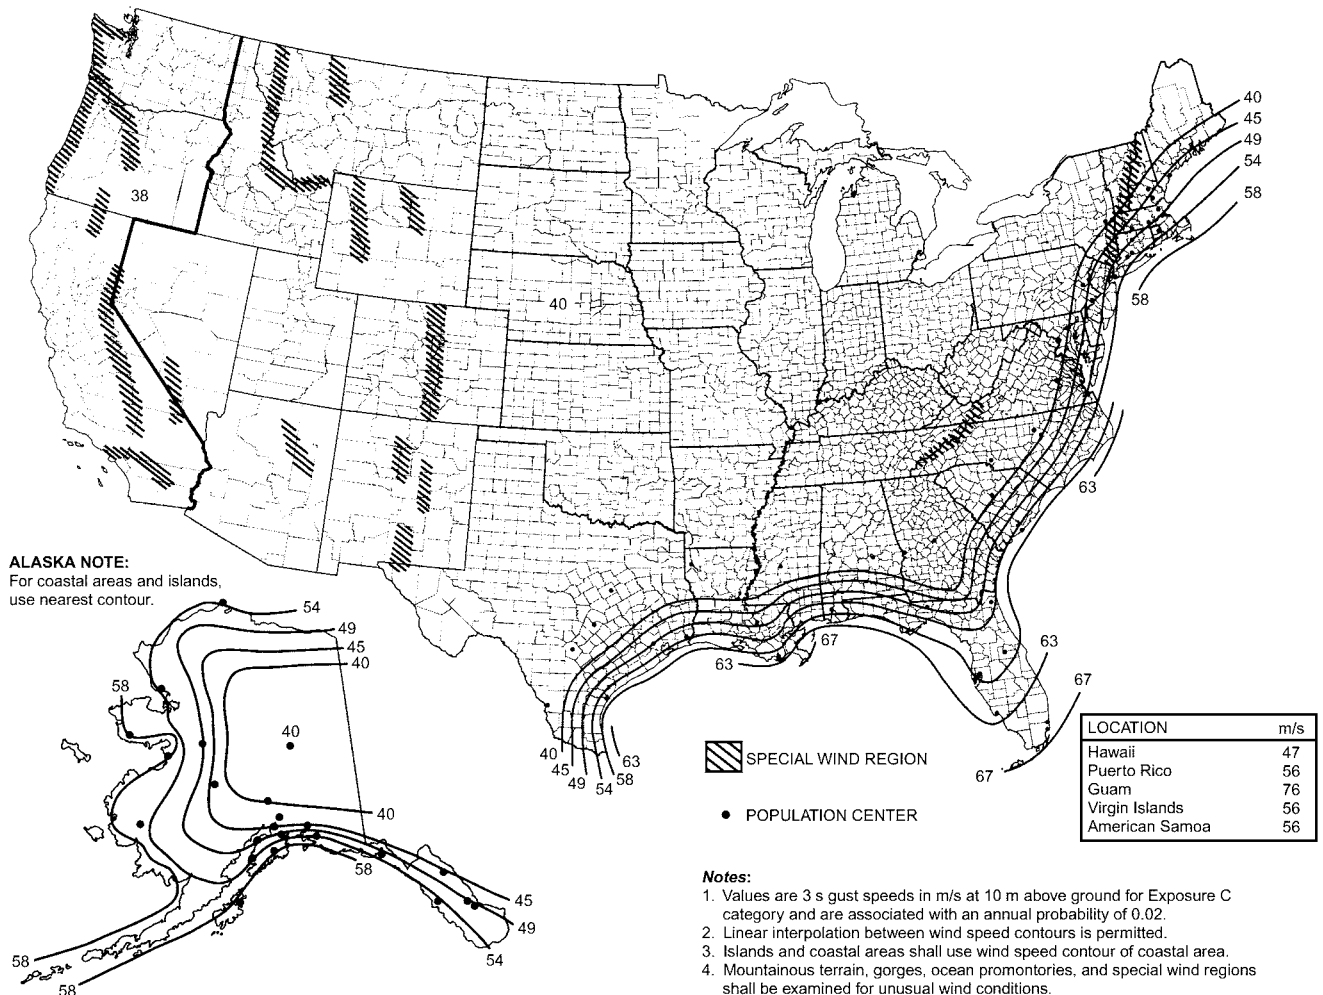 40
45
49
54
58
58
38
40
63
ALASKA NOTE:
For coastal areas and islands,
use nearest contour.
54
49
45
40
58
40
40
58
45
49
54
58
58
40
45
49
54
58
63
63
67
63
67
67
SPECIAL WIND REGION
POPULATION CENTER
LOCATION m/s
Hawaii 47
Puerto Rico 56
Guam 76
Virgin Islands 56
American Samoa 56
Notes:
1. Values are 3 s gust speeds in m/s at 10 m above ground for Exposure C
category and are associated with an annual probability of 0.02.
2. Linear interpolation between wind speed contours is permitted.
3. Islands and coastal areas shall use wind speed contour of coastal area.
4. Mountainous terrain, gorges, ocean promontories, and special wind regions
shall be examined for unusual wind conditions.